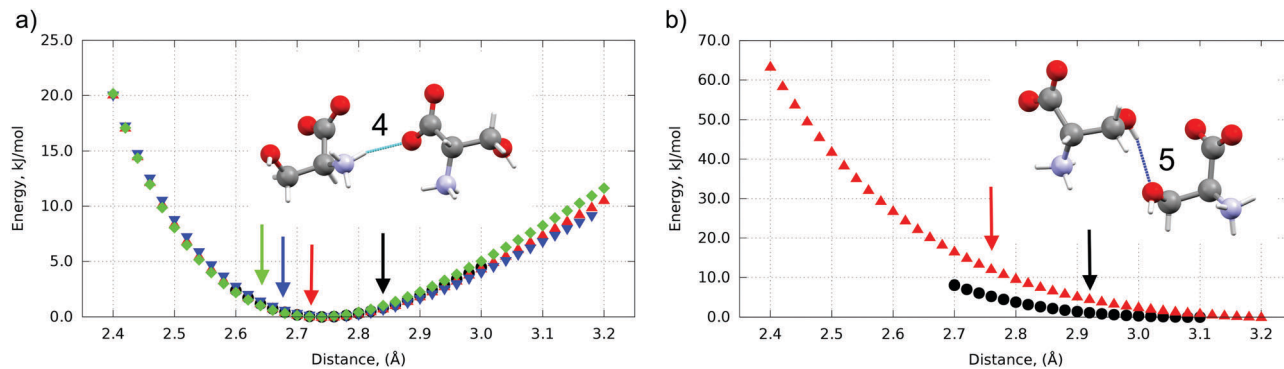 a)
Energy, kJ/mol
25.0
20.0
15.0
10.0
5.0
0.0
4
2.4 2.5 2.6 2.7 2.8 2.9 3.0 3.1 3.2
Distance, (Å)
b)
Energy, kJ/mol
70.0
60.0
50.0
40.0
30.0
20.0
10.0
0.0
5
2.4 2.5 2.6 2.7 2.8 2.9 3.0 3.1 3.2
Distance, (Å)